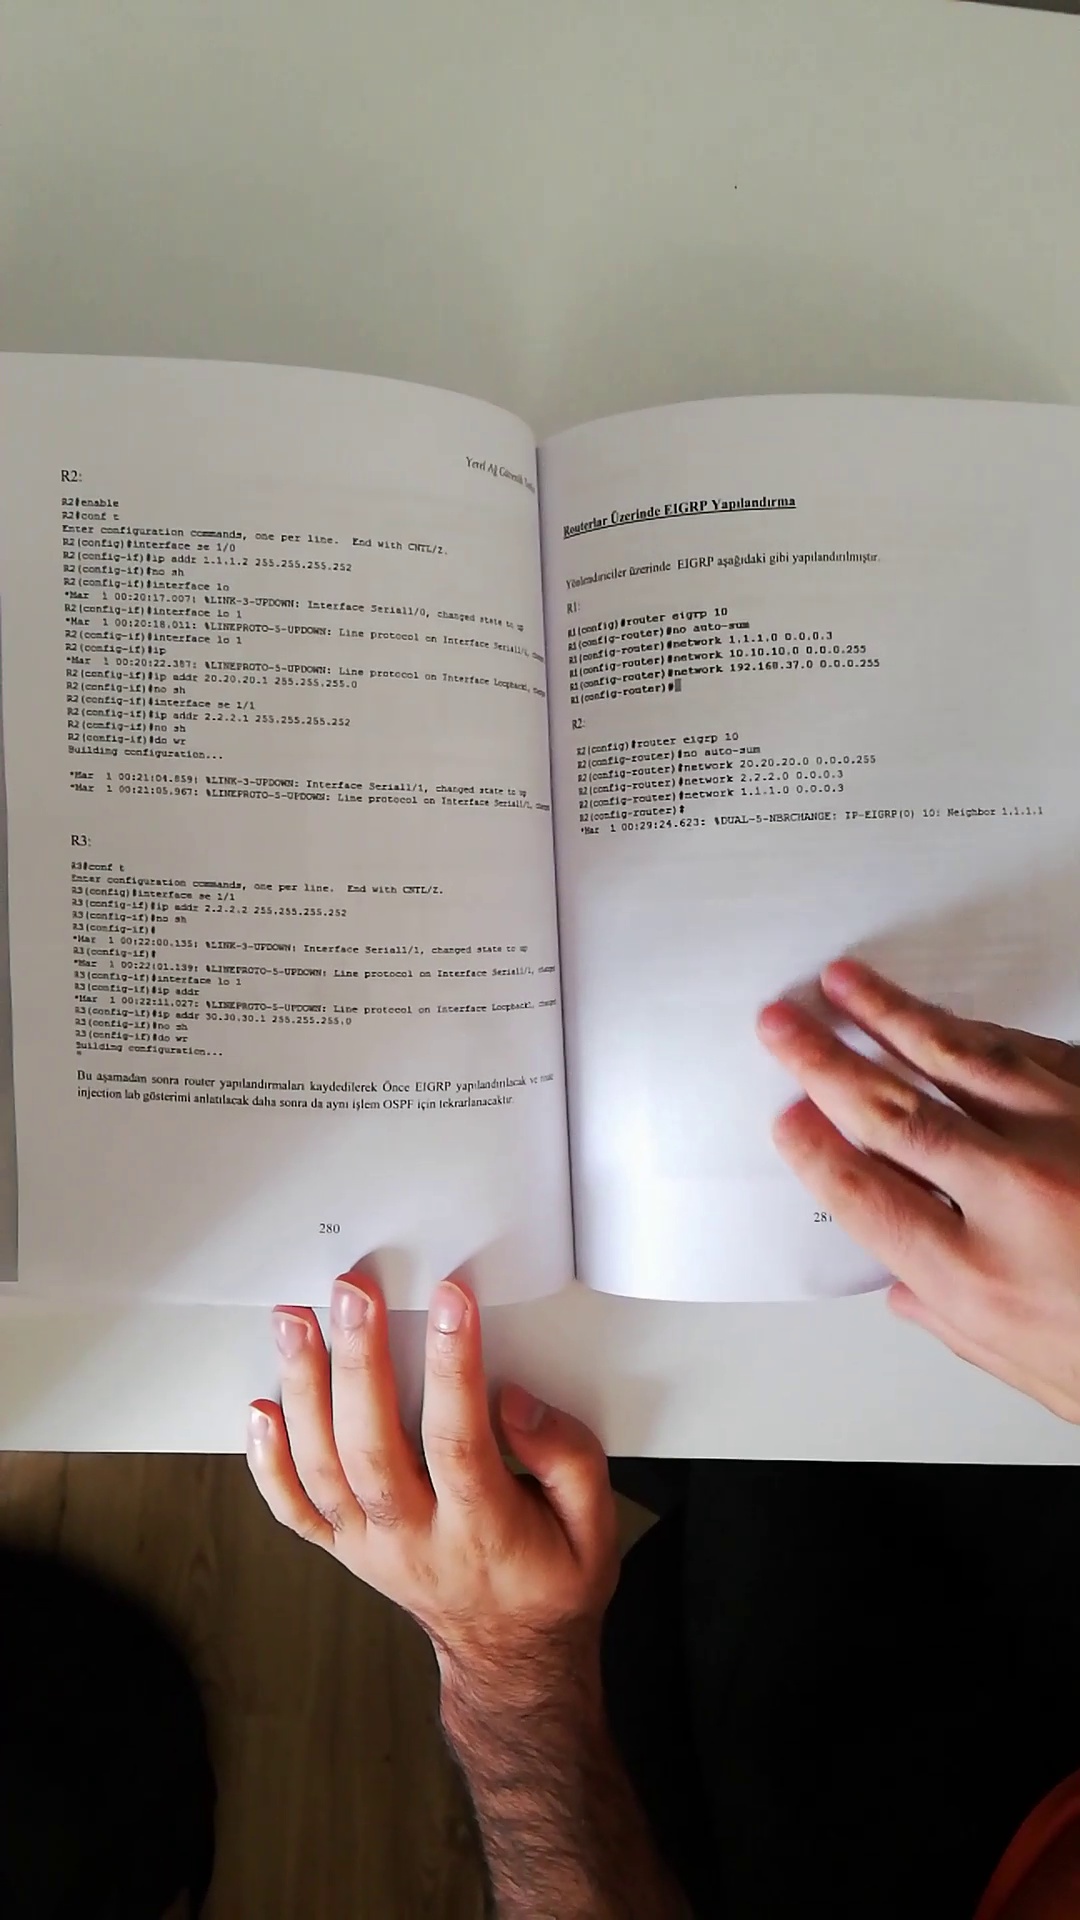 Yerel Ağ Güvenlik
R2:
R2#enable
R2#conf t
Enter configuration commands, one per line.  End with CNTL/Z.
R2(config)#interface se 1/0
R2(config-if)#ip addr 1.1.1.2 255.255.255.252
R2(config-if)#no sh
R2(config-if)#interface lo
*Mar  1 00:20:17.007: %LINK-3-UPDOWN: Interface Serial1/0, changed state to up
R2(config-if)#interface lo 1
*Mar  1 00:20:18.011: %LINEPROTO-5-UPDOWN: Line protocol on Interface
R2(config-if)#interface lo 1
R2(config-if)#ip
*Mar  1 00:20:22.387: %LINEPROTO-5-UPDOWN: Line protocol on Interface Loopback1,
R2(config-if)#ip addr 20.20.20.1 255.255.255.0
R2(config-if)#no sh
R2(config-if)#interface se 1/1
R2(config-if)#ip addr 2.2.2.1 255.255.255.252
R2(config-if)#no sh
R2(config-if)#do wr
Building configuration...
*Mar  1 00:21:04.859: %LINK-3-UPDOWN: Interface Serial1/1, changed state to up
*Mar  1 00:21:05.967: %LINEPROTO-5-UPDOWN: Line protocol on Interface Serial1/1,
R3:
R3#conf t
Enter configuration commands, one per line.  End with CNTL/Z.
R3(config)#interface se 1/1
R3(config-if)#ip addr 2.2.2.2 255.255.255.252
R3(config-if)#no sh
R3(config-if)#
*Mar  1 00:22:00.135: %LINK-3-UPDOWN: Interface Serial1/1, changed state to up
R3(config-if)#
*Mar  1 00:22:01.139: %LINEPROTO-5-UPDOWN: Line protocol on Interface Serial1/1,
R3(config-if)#interface lo 1
R3(config-if)#ip addr
*Mar  1 00:22:11.027: %LINEPROTO-5-UPDOWN: Line protocol on Interface Loopback1,
R3(config-if)#ip addr 30.30.30.1 255.255.255.0
R3(config-if)#no sh
R3(config-if)#do wr
Building configuration...
Bu aşamadan sonra router yapılandırmaları kaydedilerek Önce EIGRP yapılandırılacak ve
injection lab gösterimi anlatılacak daha sonra da aynı işlem OSPF için tekrarlanacaktır.
280
Routerlar Üzerinde EIGRP Yapılandırma
Yönlendiriciler üzerinde EIGRP aşağıdaki gibi yapılandırılmıştır.
R1:
R1(config)#router eigrp 10
R1(config-router)#no auto-sum
R1(config-router)#network 1.1.1.0 0.0.0.3
R1(config-router)#network 10.10.10.0 0.0.0.255
R1(config-router)#network 192.168.37.0 0.0.0.255
R1(config-router)#
R2:
R2(config)#router eigrp 10
R2(config-router)#no auto-sum
R2(config-router)#network 20.20.20.0 0.0.0.255
R2(config-router)#network 2.2.2.0 0.0.0.3
R2(config-router)#network 1.1.1.0 0.0.0.3
R2(config-router)#
*Mar  1 00:29:24.623: %DUAL-5-NBRCHANGE: IP-EIGRP(0) 10: Neighbor 1.1.1.1
281